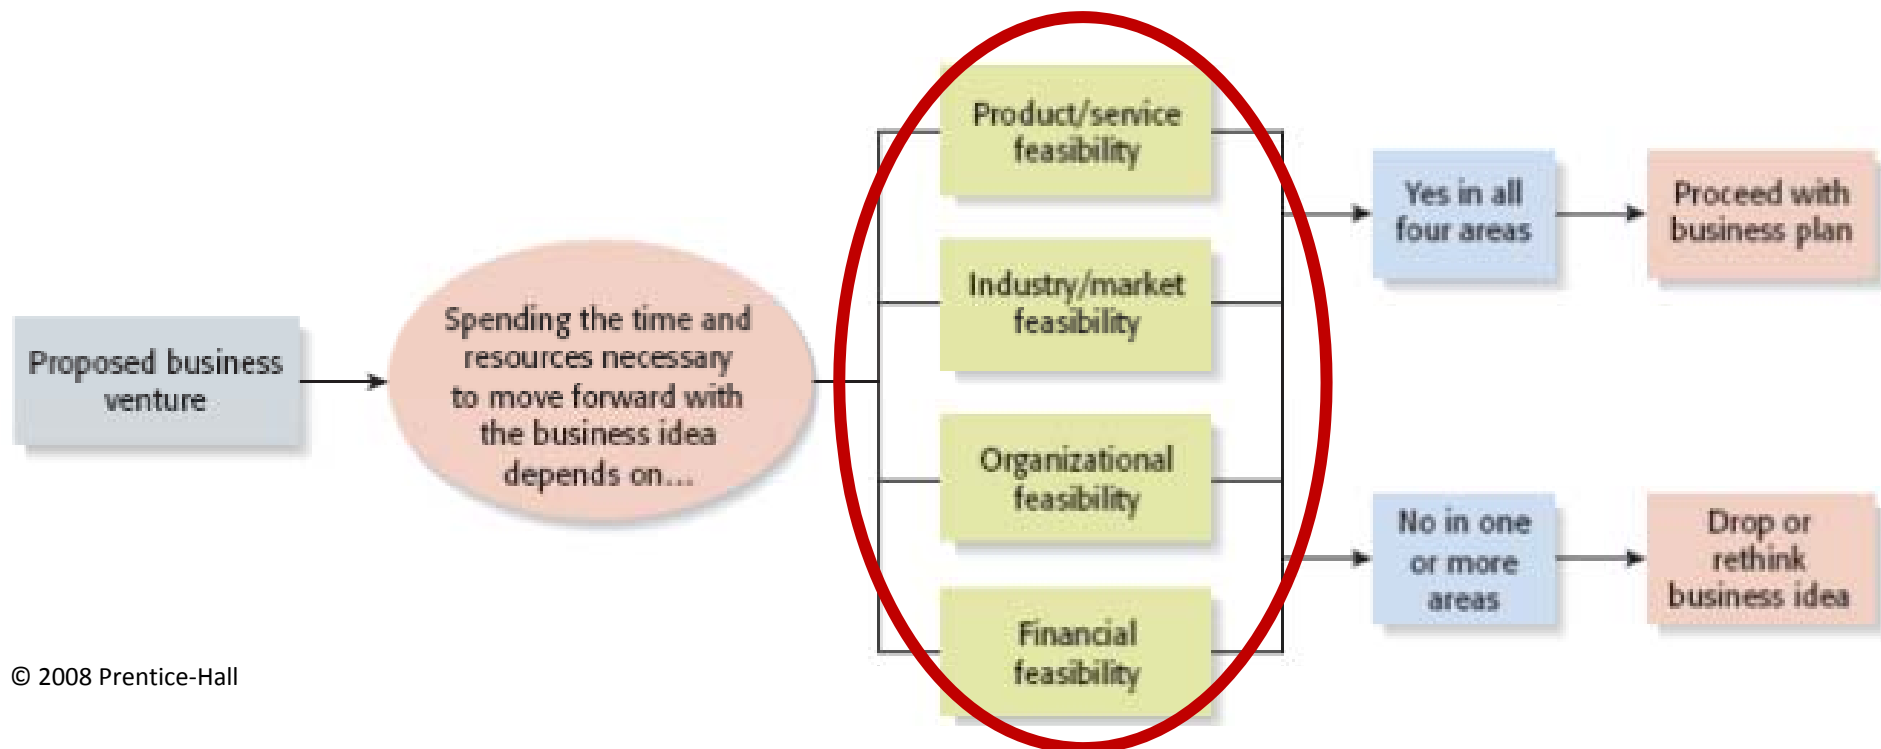 Proposed business
venture
Spending the time and
resources necessary
to move forward with
the business idea
depends on...
Product/service
feasibility
Industry/market
feasibility
Organizational
feasibility
Financial
feasibility
Yes in all
four areas
Proceed with
business plan
No in one
or more
areas
Drop or
rethink
business idea
© 2008 Prentice-Hall